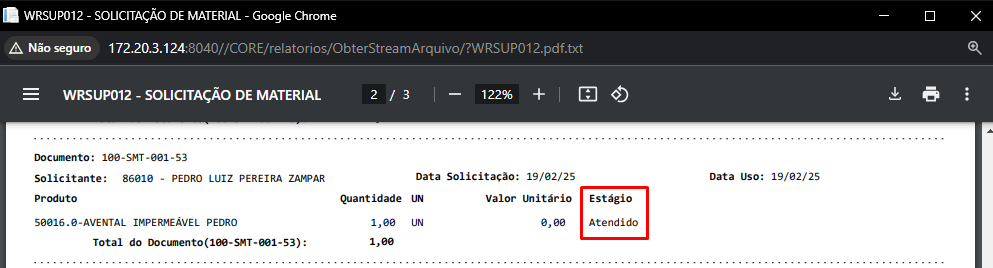 WRSUP012 - SOLICITAÇÃO DE MATERIAL - Google Chrome
Não seguro 172.20.3.124:8040//CORE/relatorios/ObterStreamArquivo/?WRSUP012.pdf.txt
WRSUP012 - SOLICITAÇÃO DE MATERIAL 2 / 3 122%
Documento: 100-SMT-001-53
Solicitante: 86010 - PEDRO LUIZ PEREIRA ZAMPAR Data Solicitação: 19/02/25 Data Uso: 19/02/25
Produto Quantidade UN Valor Unitário Estágio
50016.0-AVENTAL IMPERMEÁVEL PEDRO 1,00 UN 0,00 Atendido
Total do Documento(100-SMT-001-53): 1,00